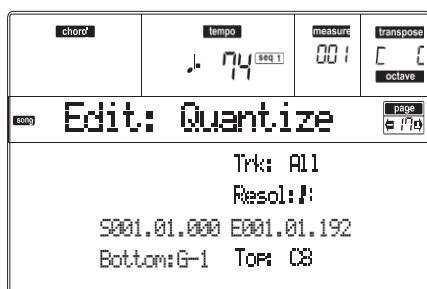 chord tempo measure transpose
74 seq 1 001 C C
octave
song Edit: Quantize page
17
Trk: All
Resol:
S001.01.000 E001.01.192
Bottom:G-1 Top: C8